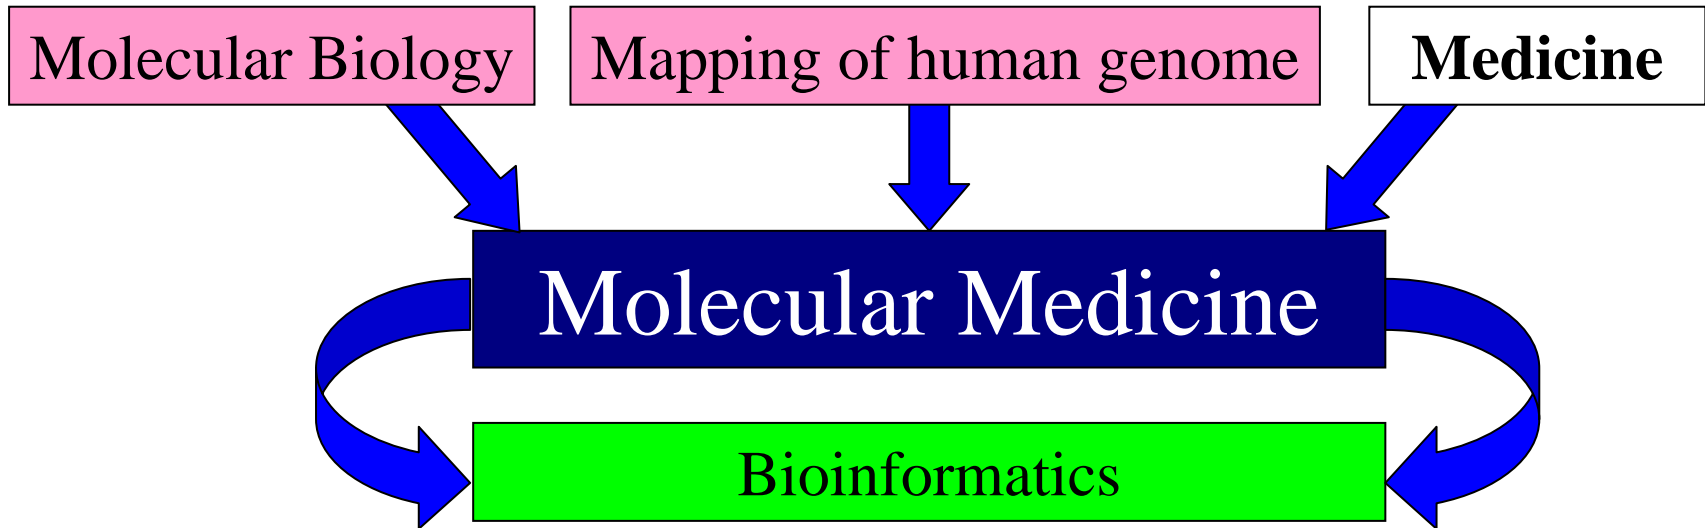 Molecular Biology
Mapping of human genome
Medicine
Molecular Medicine
Bioinformatics